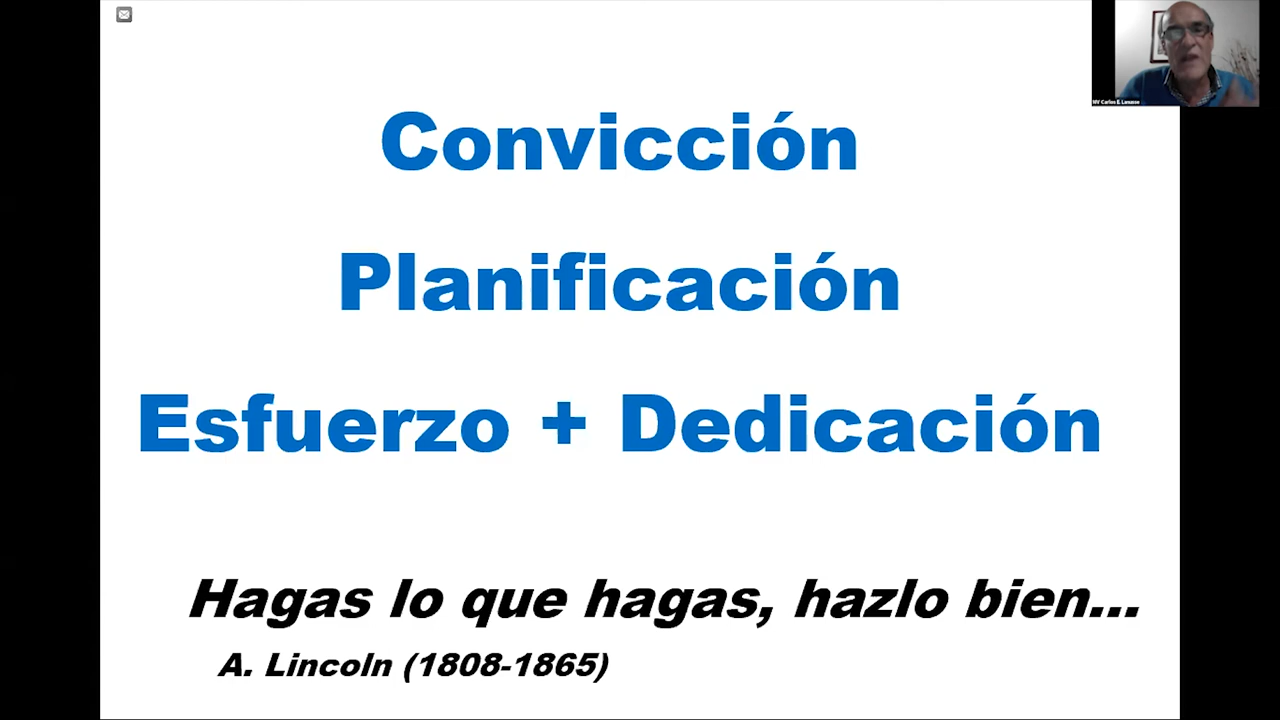 Convicción
Planificación
Esfuerzo + Dedicación
Hagas lo que hagas, hazlo bien...
A. Lincoln (1808-1865)